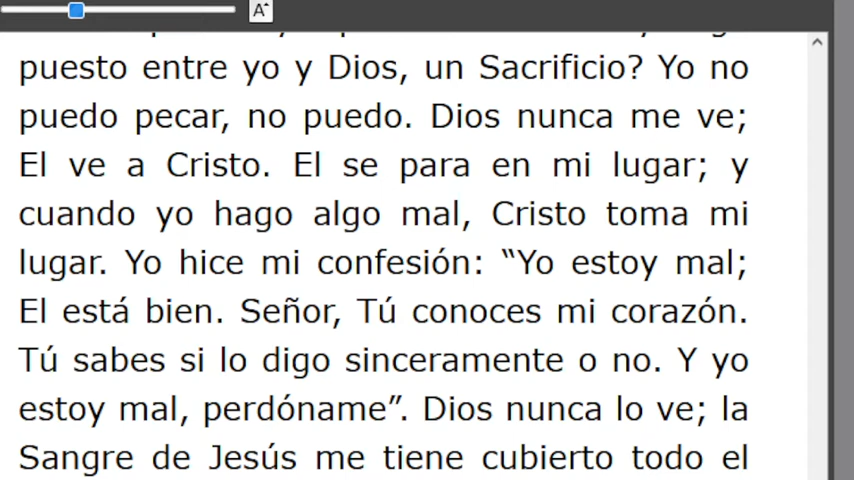 A
puesto entre yo y Dios, un Sacrificio? Yo no
puedo pecar, no puedo. Dios nunca me ve;
El ve a Cristo. El se para en mi lugar; y
cuando yo hago algo mal, Cristo toma mi
lugar. Yo hice mi confesión: “Yo estoy mal;
El está bien. Señor, Tú conoces mi corazón.
Tú sabes si lo digo sinceramente o no. Y yo
estoy mal, perdóname”. Dios nunca lo ve; la
Sangre de Jesús me tiene cubierto todo el